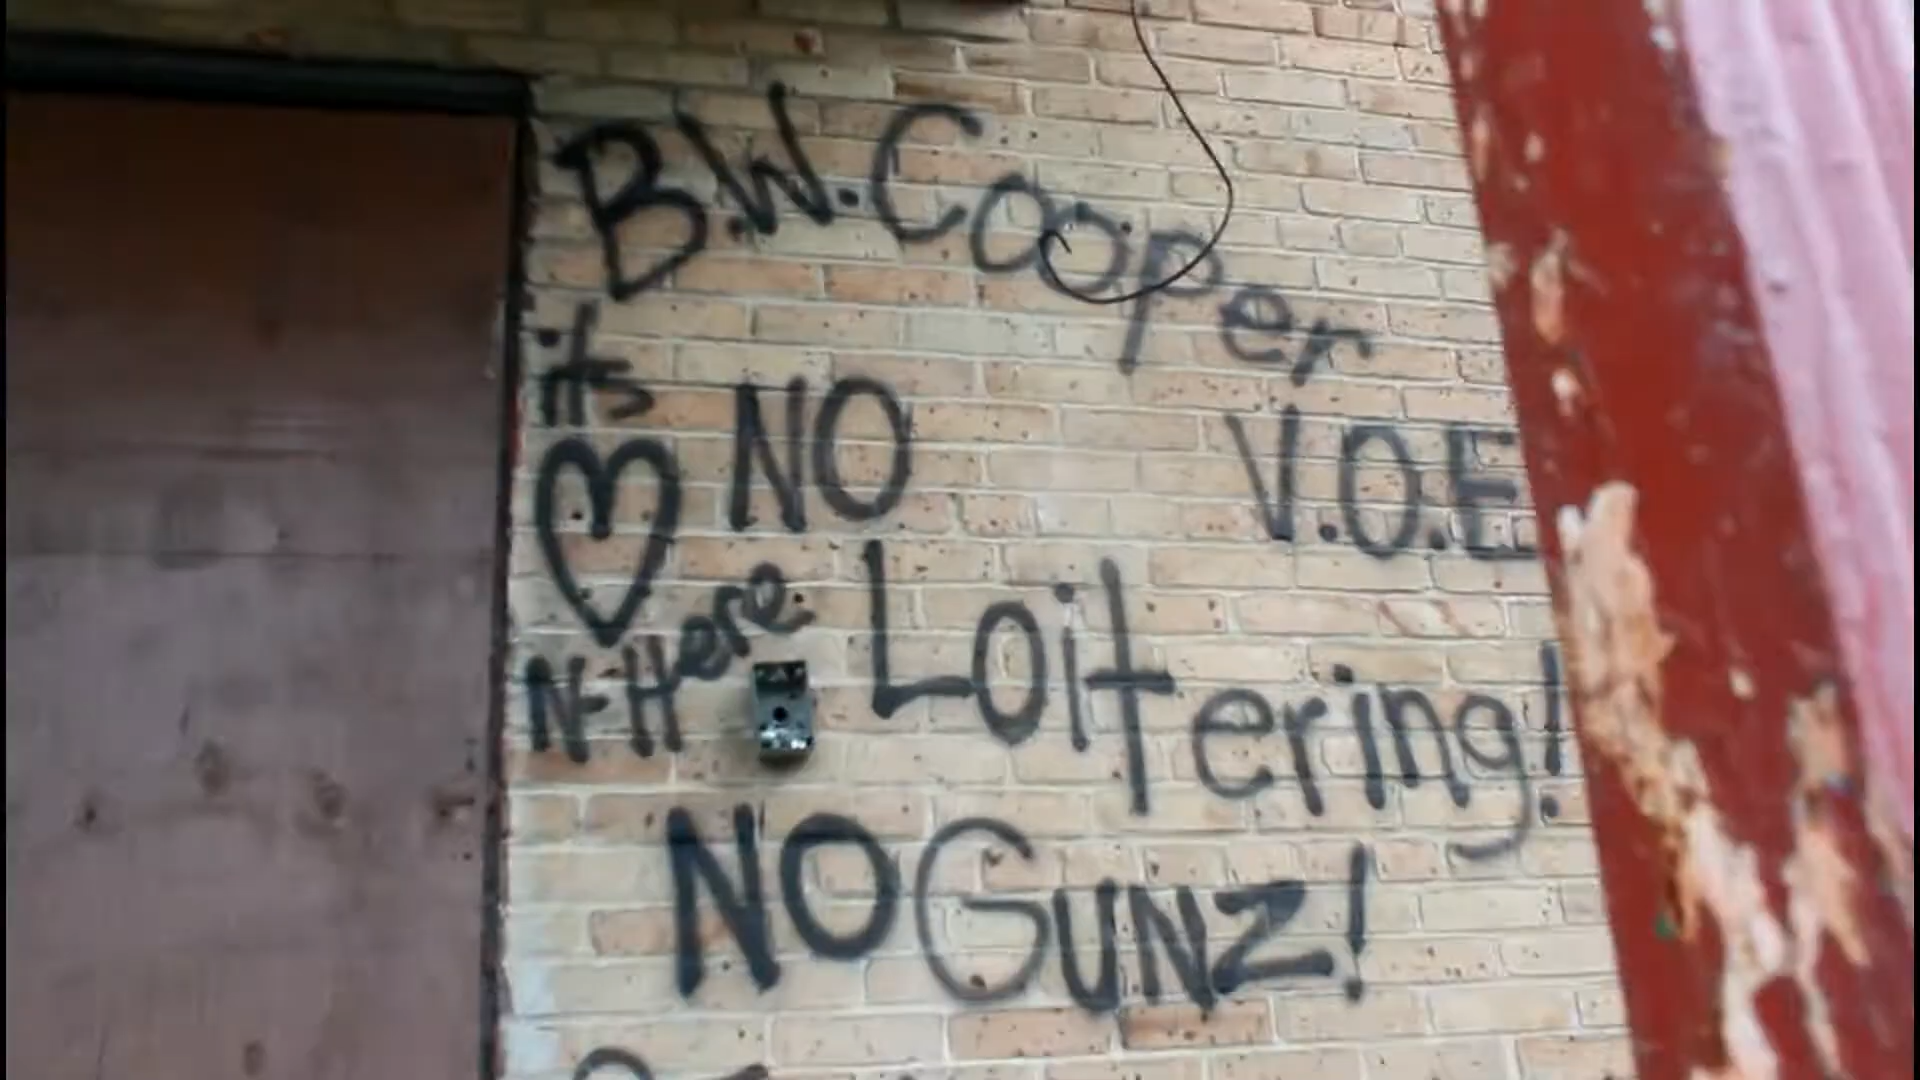 B.W. Cooper
its
NO
V.O.E
N-Here
Loitering!
NO GUNZ!